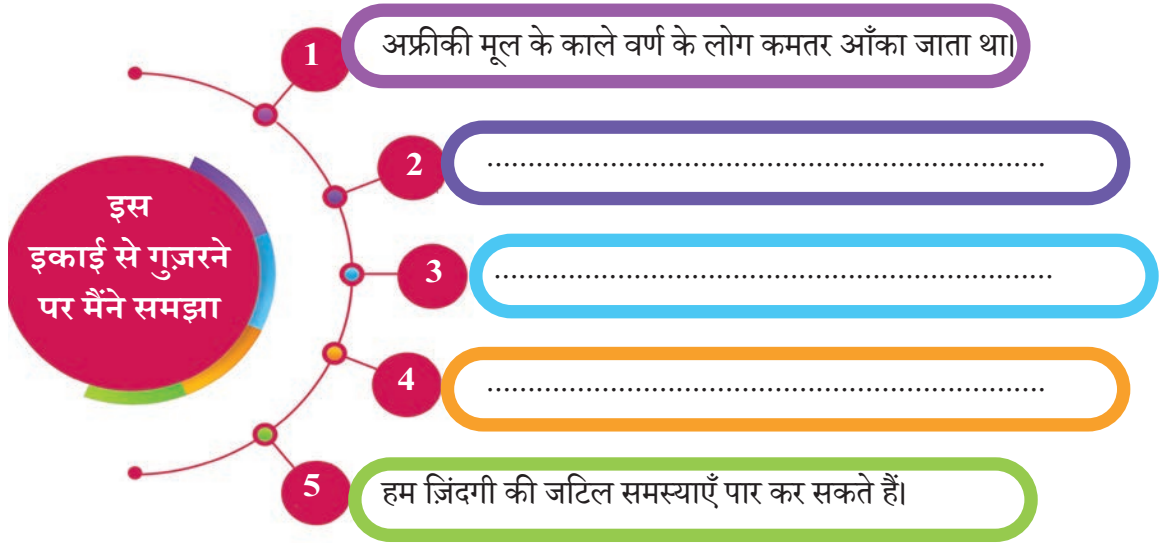 इस
इकाई से गुज़रने
पर मैंने समझा
1
अफ्रीकी मूल के काले वर्ण के लोग कमतर आँका जाता था।
2
..................................................................
3
..................................................................
4
..................................................................
5
हम ज़िंदगी की जटिल समस्याएँ पार कर सकते हैं।